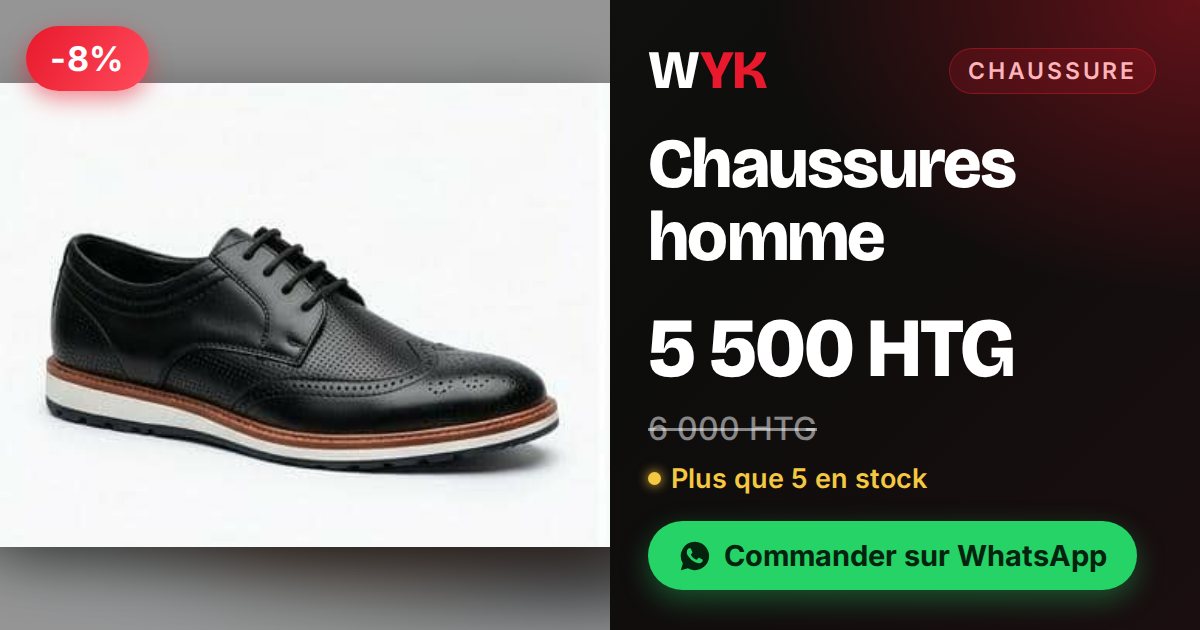 -8%
WYK
CHAUSSURE
Chaussures
homme
5 500 HTG
6 000 HTG
Plus que 5 en stock
Commander sur WhatsApp